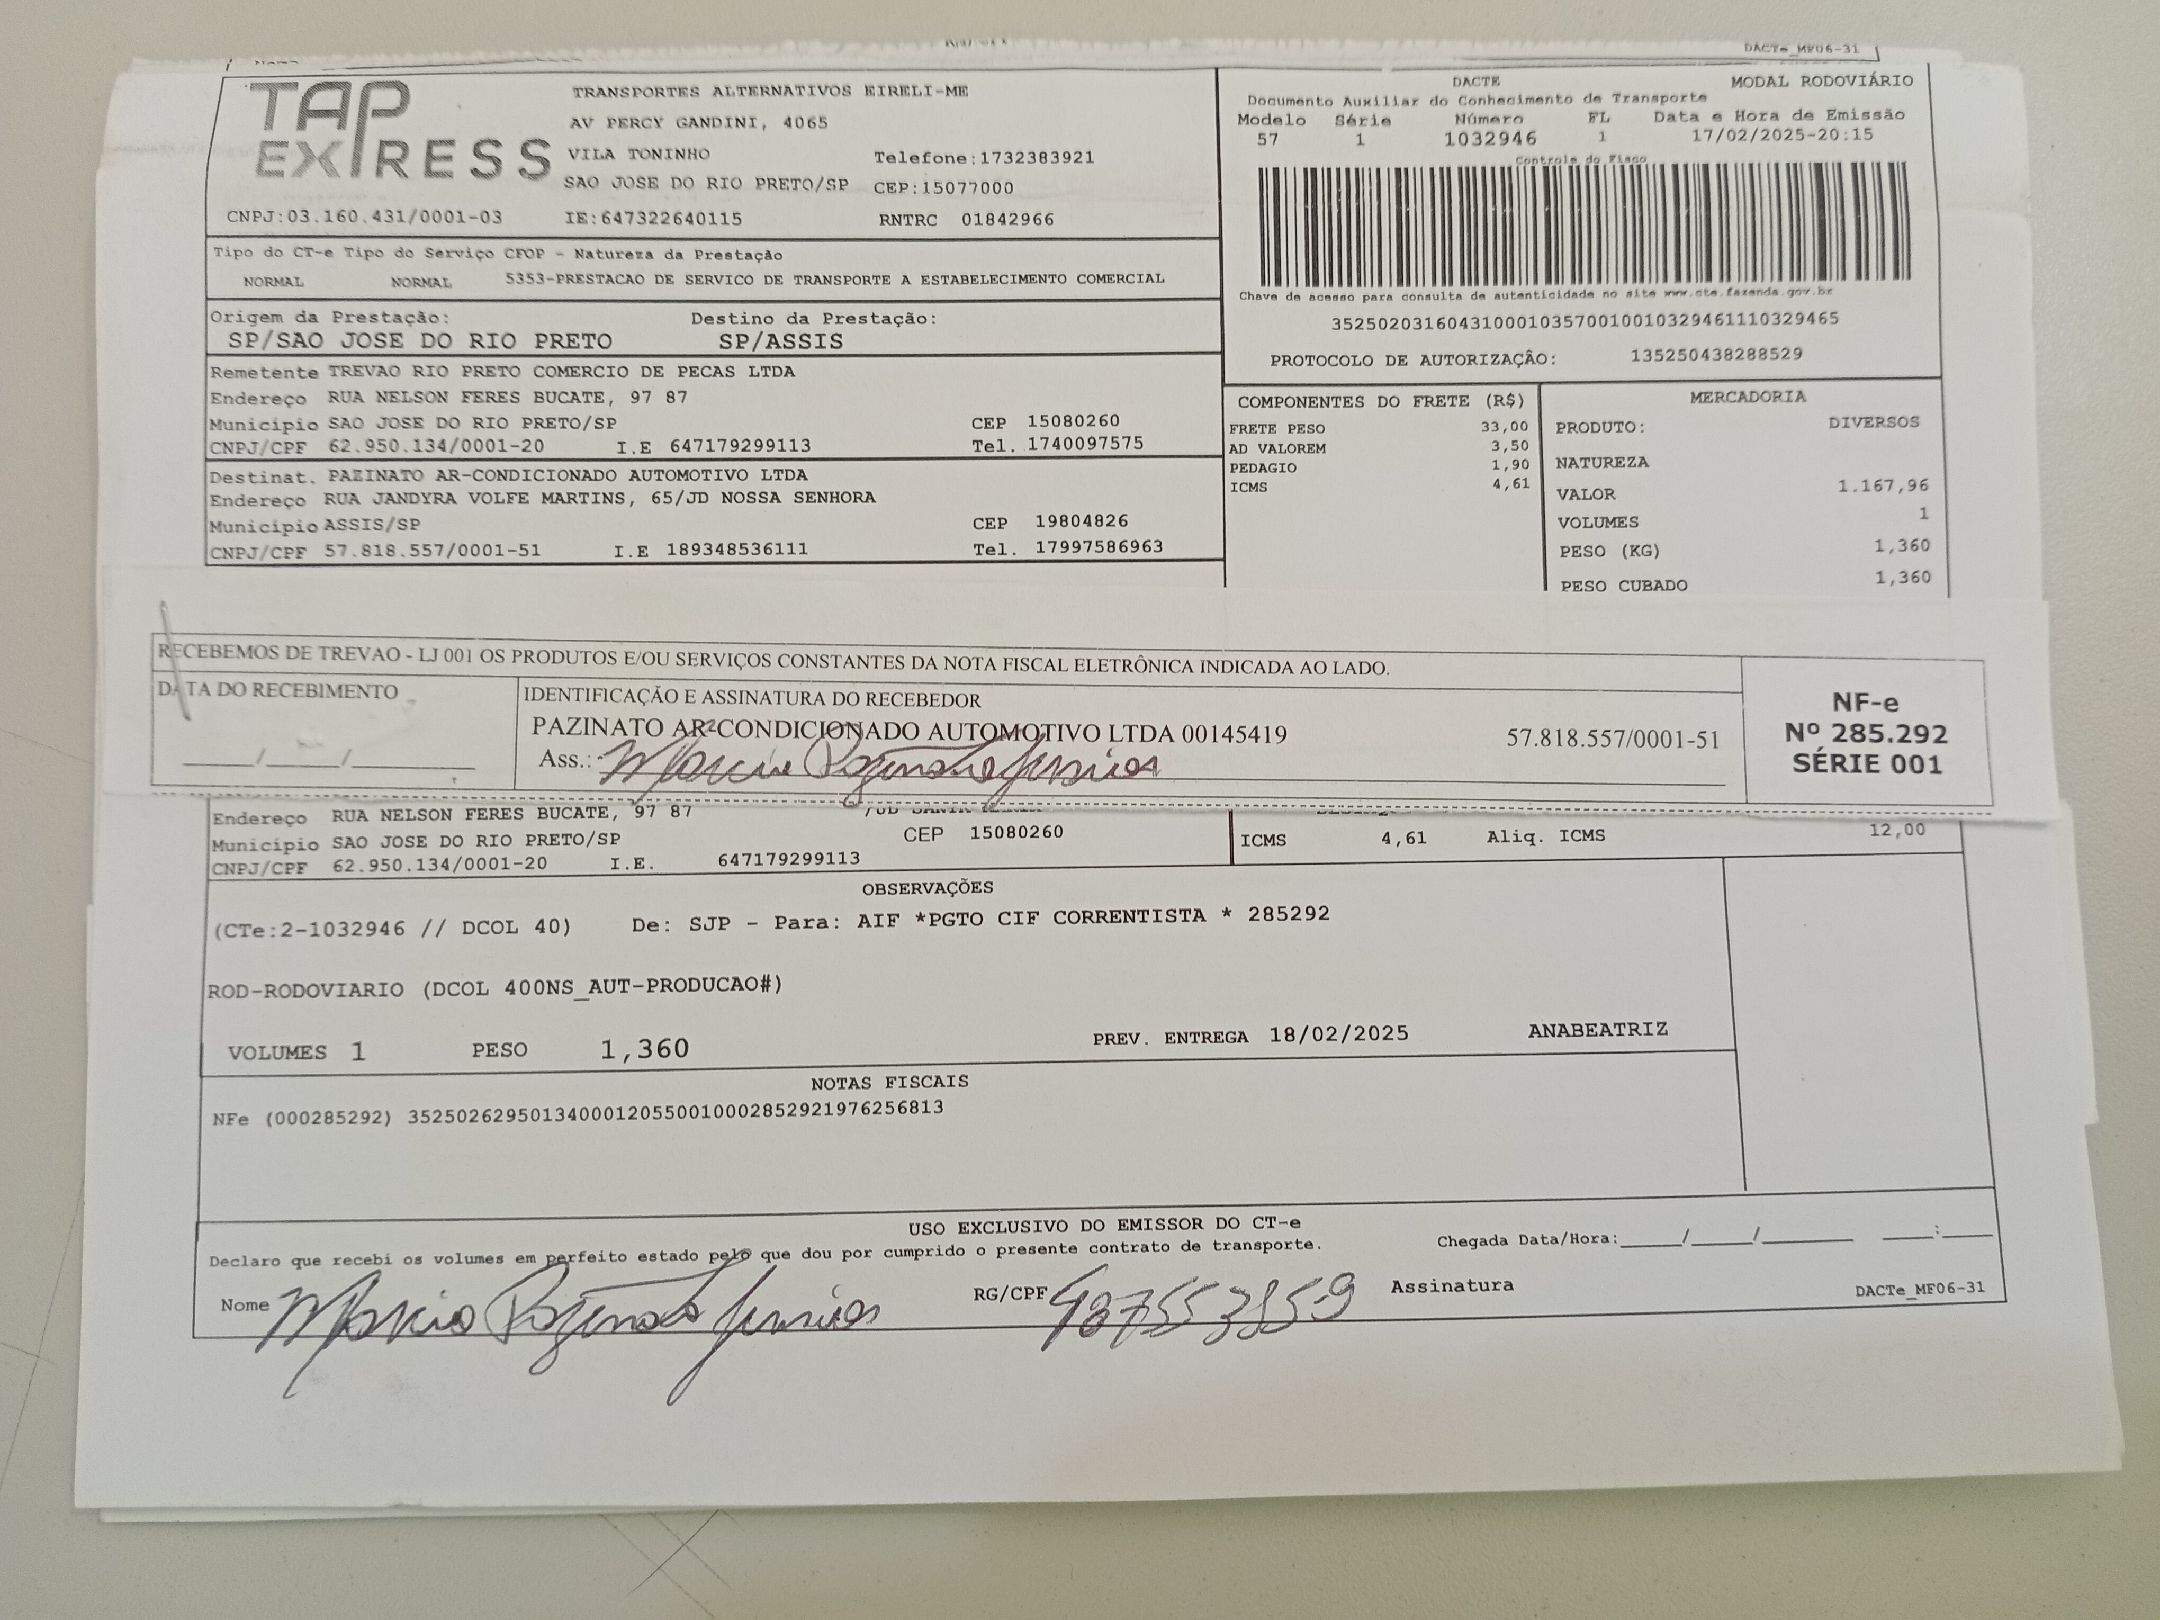 DACTe_MF06-31
TAP EXPRESS
TRANSPORTES ALTERNATIVOS EIRELI-ME
AV PERCY GANDINI, 4065
VILA TONINHO Telefone:1732383921
SAO JOSE DO RIO PRETO/SP CEP:15077000
CNPJ:03.160.431/0001-03 IE:647322640115 RNTRC 01842966
DACTE MODAL RODOVIÁRIO
Documento Auxiliar do Conhecimento de Transporte
Modelo Série Número FL Data e Hora de Emissão
57 1 1032946 1 17/02/2025-20:15
Controle do Fisco
Chave de acesso para consulta de autenticidade no site www.cte.fazenda.gov.br
35250203160431000103570010010329461110329465
PROTOCOLO DE AUTORIZAÇÃO: 135250438288529
Tipo do CT-e Tipo do Serviço CFOP - Natureza da Prestação
NORMAL NORMAL 5353-PRESTACAO DE SERVICO DE TRANSPORTE A ESTABELECIMENTO COMERCIAL
Origem da Prestação: Destino da Prestação:
SP/SAO JOSE DO RIO PRETO SP/ASSIS
Remetente TREVAO RIO PRETO COMERCIO DE PECAS LTDA
Endereço RUA NELSON FERES BUCATE, 97 87
Município SAO JOSE DO RIO PRETO/SP CEP 15080260
CNPJ/CPF 62.950.134/0001-20 I.E 647179299113 Tel. 1740097575
Destinat. PAZINATO AR-CONDICIONADO AUTOMOTIVO LTDA
Endereço RUA JANDYRA VOLFE MARTINS, 65/JD NOSSA SENHORA
Município ASSIS/SP CEP 19804826
CNPJ/CPF 57.818.557/0001-51 I.E 189348536111 Tel. 17997586963
COMPONENTES DO FRETE (R$)
FRETE PESO 33,00
AD VALOREM 3,50
PEDAGIO 1,90
ICMS 4,61
MERCADORIA
PRODUTO: DIVERSOS
NATUREZA
VALOR 1.167,96
VOLUMES 1
PESO (KG) 1,360
PESO CUBADO 1,360
RECEBEMOS DE TREVAO - LJ 001 OS PRODUTOS E/OU SERVIÇOS CONSTANTES DA NOTA FISCAL ELETRÔNICA INDICADA AO LADO.
DATA DO RECEBIMENTO
____/____/________
IDENTIFICAÇÃO E ASSINATURA DO RECEBEDOR
PAZINATO AR-CONDICIONADO AUTOMOTIVO LTDA 00145419 57.818.557/0001-51
Ass.: Marcio Pazinato Junior
NF-e
Nº 285.292
SÉRIE 001
Endereço RUA NELSON FERES BUCATE, 97 87
Município SAO JOSE DO RIO PRETO/SP CEP 15080260
CNPJ/CPF 62.950.134/0001-20 I.E. 647179299113
ICMS 4,61 Aliq. ICMS 12,00
OBSERVAÇÕES
(CTe:2-1032946 // DCOL 40) De: SJP - Para: AIF *PGTO CIF CORRENTISTA * 285292
ROD-RODOVIARIO (DCOL 400NS_AUT-PRODUCAO#)
VOLUMES 1 PESO 1,360 PREV. ENTREGA 18/02/2025 ANABEATRIZ
NOTAS FISCAIS
NFe (000285292) 35250262950134000120550010002852921976256813
USO EXCLUSIVO DO EMISSOR DO CT-e
Declaro que recebi os volumes em perfeito estado pelo que dou por cumprido o presente contrato de transporte.
Chegada Data/Hora:_____/_____/________ ____:____
Nome Marcio Pazinato Junior RG/CPF Assinatura
DACTe_MF06-31